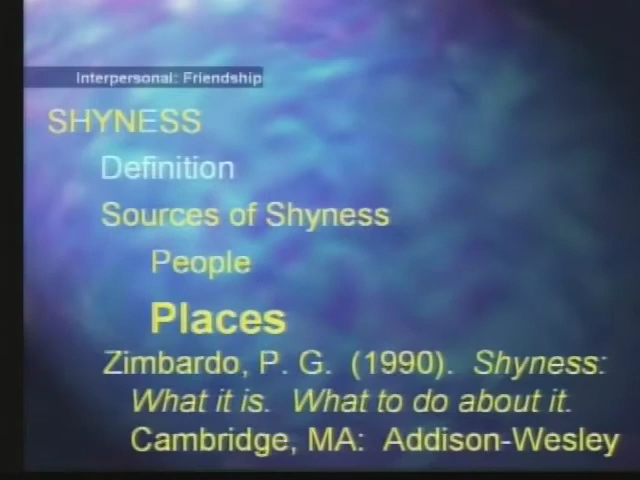 Interpersonal: Friendship
SHYNESS
Definition
Sources of Shyness
People
Places
Zimbardo, P. G. (1990). Shyness:
What it is. What to do about it.
Cambridge, MA: Addison-Wesley